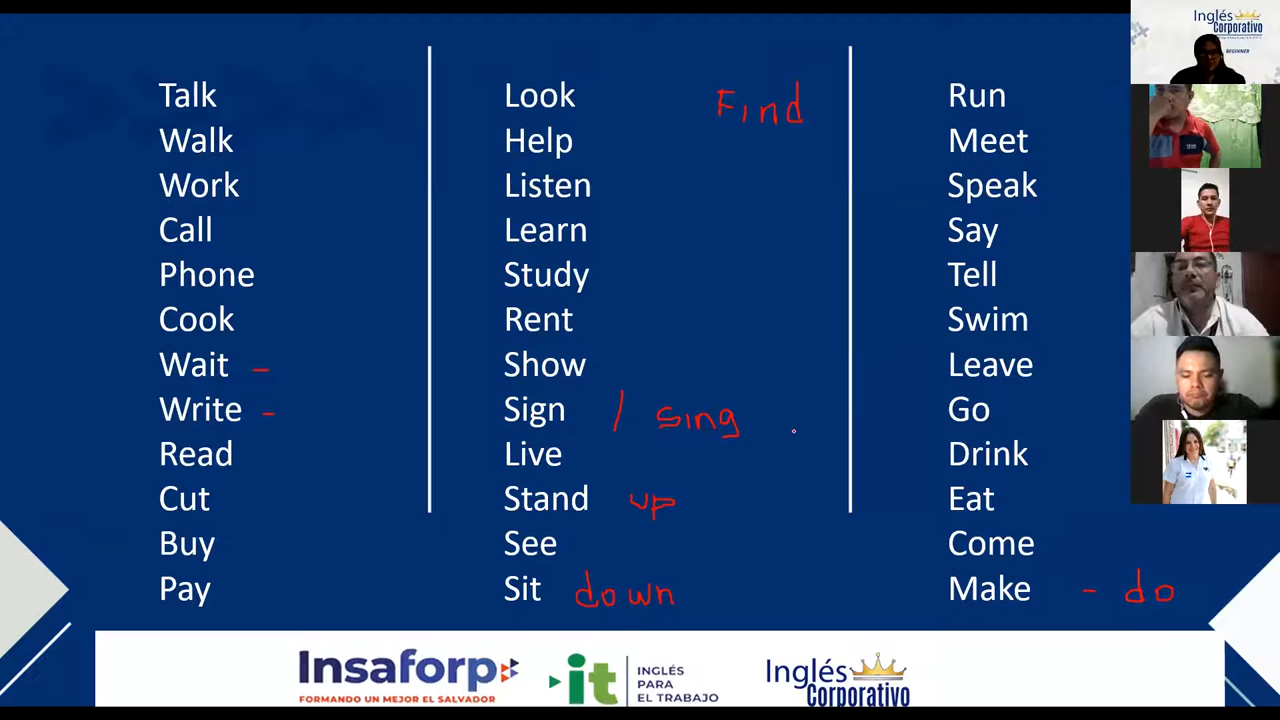 Talk
Walk
Work
Call
Phone
Cook
Wait -
Write -
Read
Cut
Buy
Pay
Look Find
Help
Listen
Learn
Study
Rent
Show
Sign / sing
Live
Stand up
See
Sit down
Run
Meet
Speak
Say
Tell
Swim
Leave
Go
Drink
Eat
Come
Make - do
Inglés
Corporativo
BEGINNER
Insaforp
FORMANDO UN MEJOR EL SALVADOR
it
INGLÉS
PARA
EL TRABAJO
Inglés
Corporativo